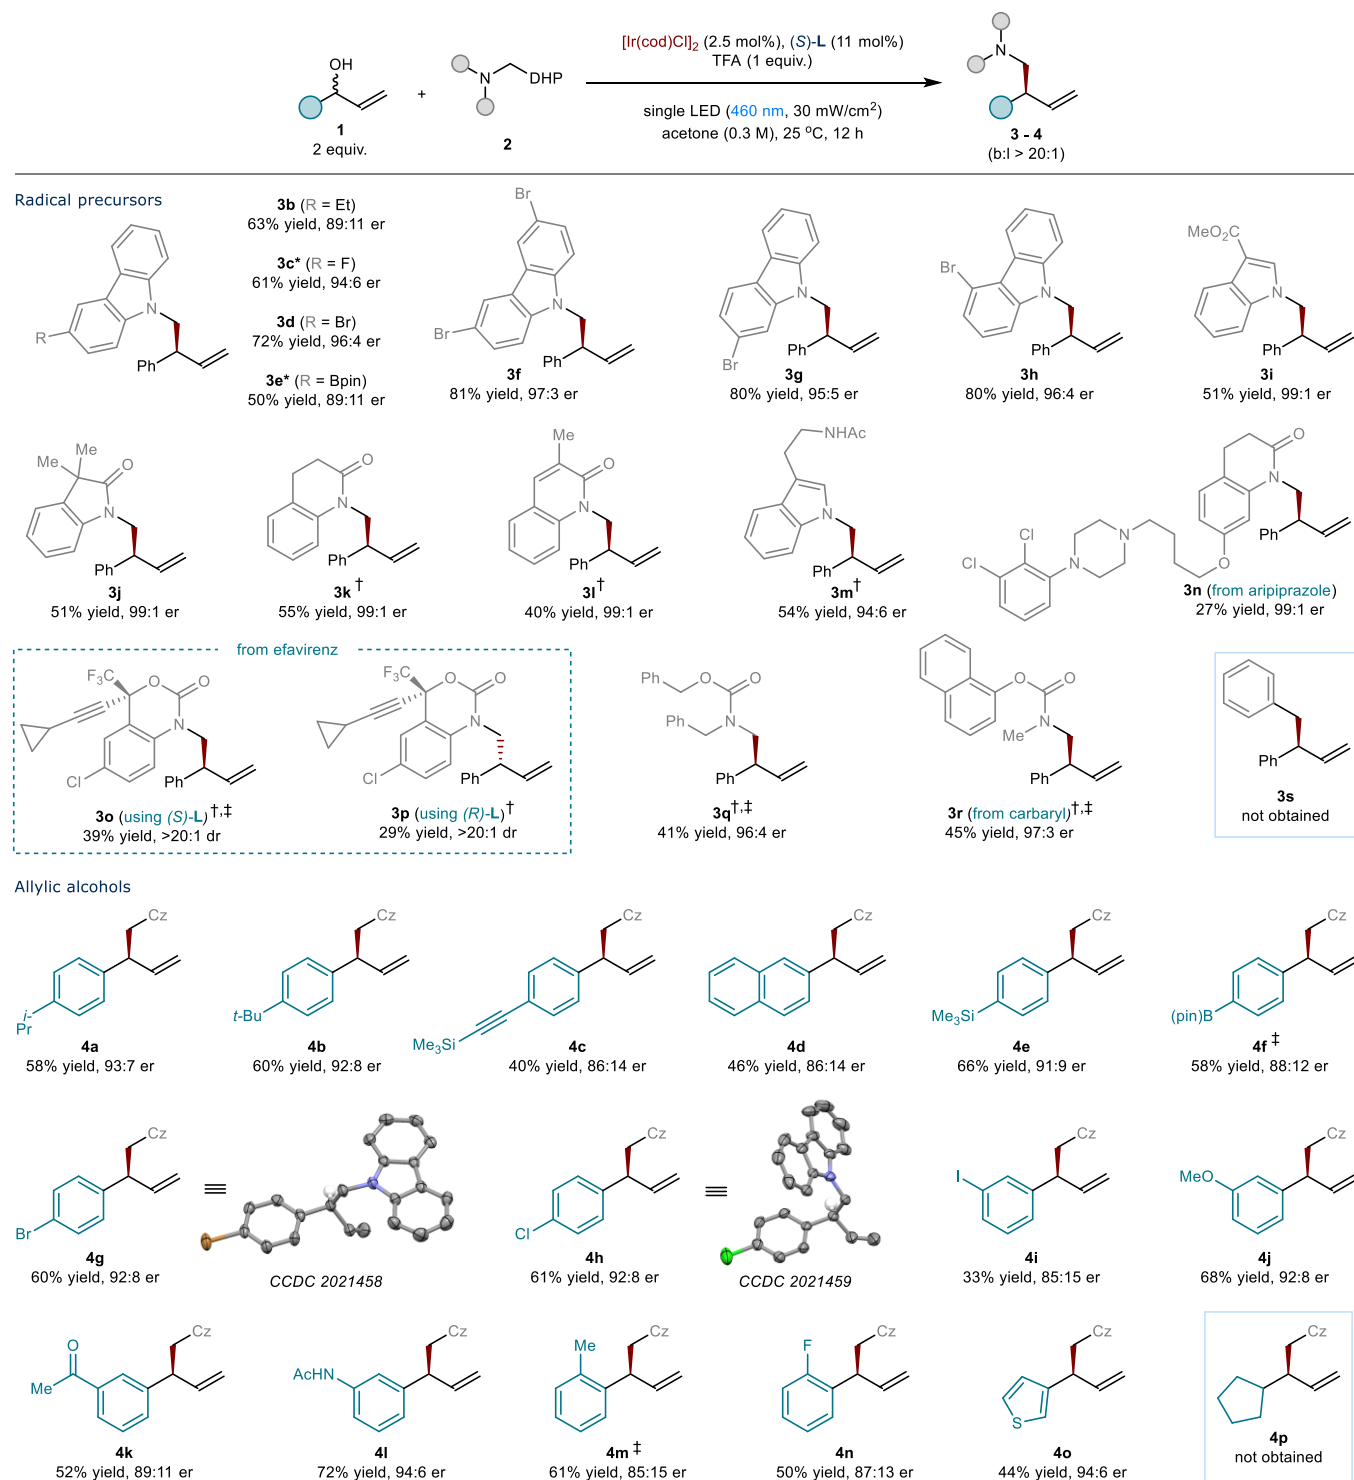 OH
1
2 equiv.
+
N
DHP
2
[Ir(cod)Cl]2 (2.5 mol%), (S)-L (11 mol%)
TFA (1 equiv.)
single LED (460 nm, 30 mW/cm2)
acetone (0.3 M), 25 oC, 12 h
N
3 - 4
(b:l > 20:1)
Radical precursors
R
N
Ph
3b (R = Et)
63% yield, 89:11 er
3c* (R = F)
61% yield, 94:6 er
3d (R = Br)
72% yield, 96:4 er
3e* (R = Bpin)
50% yield, 89:11 er
Br
Br
N
Ph
3f
81% yield, 97:3 er
N
Br
Ph
3g
80% yield, 95:5 er
Br
N
Ph
3h
80% yield, 96:4 er
MeO2C
N
Ph
3i
51% yield, 99:1 er
Me
Me
O
N
Ph
3j
51% yield, 99:1 er
O
N
Ph
3k †
55% yield, 99:1 er
Me
O
N
Ph
3l†
40% yield, 99:1 er
NHAc
N
Ph
3m†
54% yield, 94:6 er
O
N
Ph
N
Cl
Cl
N
O
3n (from aripiprazole)
27% yield, 99:1 er
from efavirenz
F3C
O
O
N
Cl
Ph
3o (using (S)-L)†,‡
39% yield, >20:1 dr
F3C
O
O
N
Cl
Ph
3p (using (R)-L)†
29% yield, >20:1 dr
Ph
O
O
Ph
N
Ph
3q†,‡
41% yield, 96:4 er
O
O
N
Me
Ph
3r (from carbaryl)†,‡
45% yield, 97:3 er
Ph
3s
not obtained
Allylic alcohols
Cz
i-
Pr
4a
58% yield, 93:7 er
Cz
t-Bu
4b
60% yield, 92:8 er
Cz
Me3Si
4c
40% yield, 86:14 er
Cz
4d
46% yield, 86:14 er
Cz
Me3Si
4e
66% yield, 91:9 er
Cz
(pin)B
4f ‡
58% yield, 88:12 er
Cz
Br
4g
60% yield, 92:8 er
≡
CCDC 2021458
Cz
Cl
4h
61% yield, 92:8 er
≡
CCDC 2021459
Cz
I
4i
33% yield, 85:15 er
Cz
MeO
4j
68% yield, 92:8 er
Cz
O
Me
4k
52% yield, 89:11 er
Cz
AcHN
4l
72% yield, 94:6 er
Cz
Me
4m ‡
61% yield, 85:15 er
Cz
F
4n
50% yield, 87:13 er
Cz
S
4o
44% yield, 94:6 er
Cz
4p
not obtained